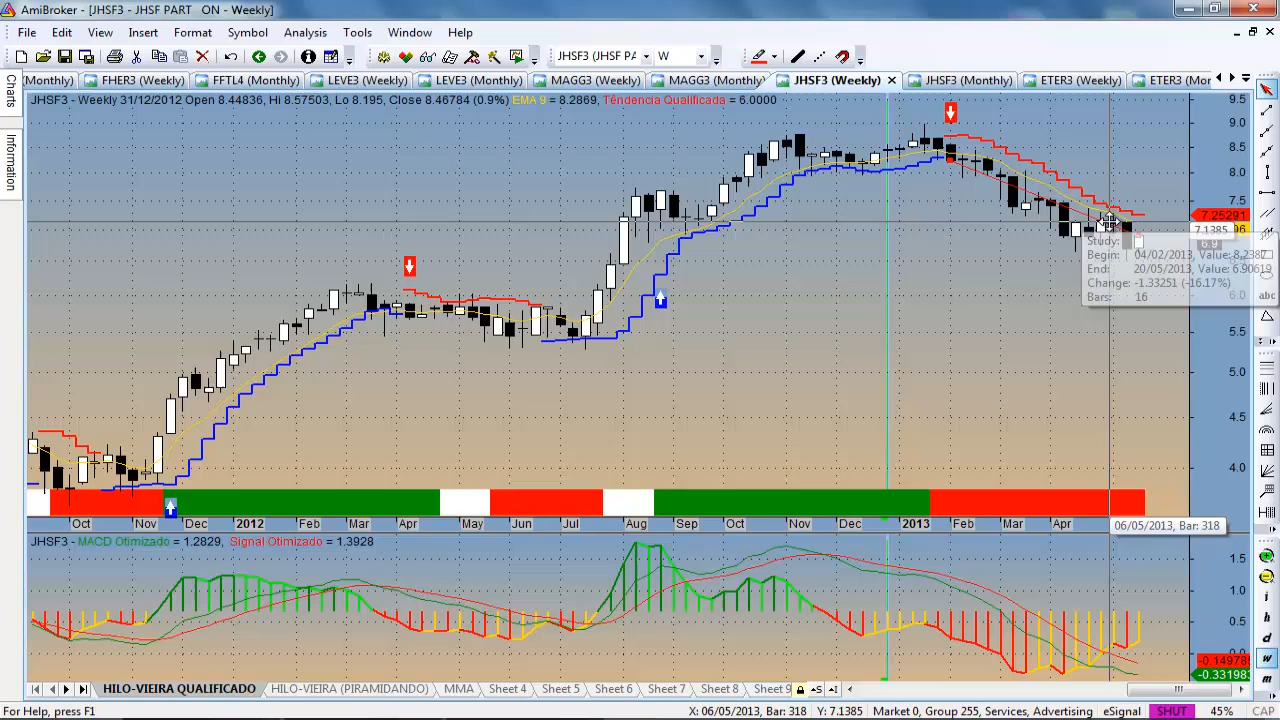 AmiBroker - [JHSF3 - JHSF PART   ON - Weekly]
File Edit View Insert Format Symbol Analysis Tools Window Help
JHSF3 (JHSF PA W
(Monthly) FHER3 (Weekly) FFTL4 (Monthly) LEVE3 (Weekly) LEVE3 (Monthly) MAGG3 (Weekly) MAGG3 (Monthly) JHSF3 (Weekly) JHSF3 (Monthly) ETER3 (Weekly) ETER3 (Mor
Charts
Information
JHSF3 - Weekly 31/12/2012 Open 8.44836, Hi 8.57503, Lo 8.195, Close 8.46784 (0.9%) EMA 9 = 8.2869, Têndencia Qualificada = 6.0000
9.5
9.0
8.5
8.0
7.5
7.25291
7.1385
6.9
6.0
5.5
5.0
4.5
4.0
Study:
Begin: 04/02/2013, Value: 8.2387
End: 20/05/2013, Value: 6.90619
Change: -1.33251 (-16.17%)
Bars: 16
abc
Oct Nov Dec 2012 Feb Mar Apr May Jun Jul Aug Sep Oct Nov Dec 2013 Feb Mar Apr
06/05/2013, Bar: 318
JHSF3 - MACD Otimizado = 1.2829, Signal Otimizado = 1.3928
1.5
1.0
0.5
0.0
-0.149785
-0.331983
i
h
d
w
m
HILO-VIEIRA QUALIFICADO HILO-VIEIRA (PIRAMIDANDO) MMA Sheet 4 Sheet 5 Sheet 6 Sheet 7 Sheet 8 Sheet 9
For Help, press F1 X: 06/05/2013, Bar: 318 Y: 7.1385 Market 0, Group 255, Services, Advertising eSignal SHUT 45% CAP